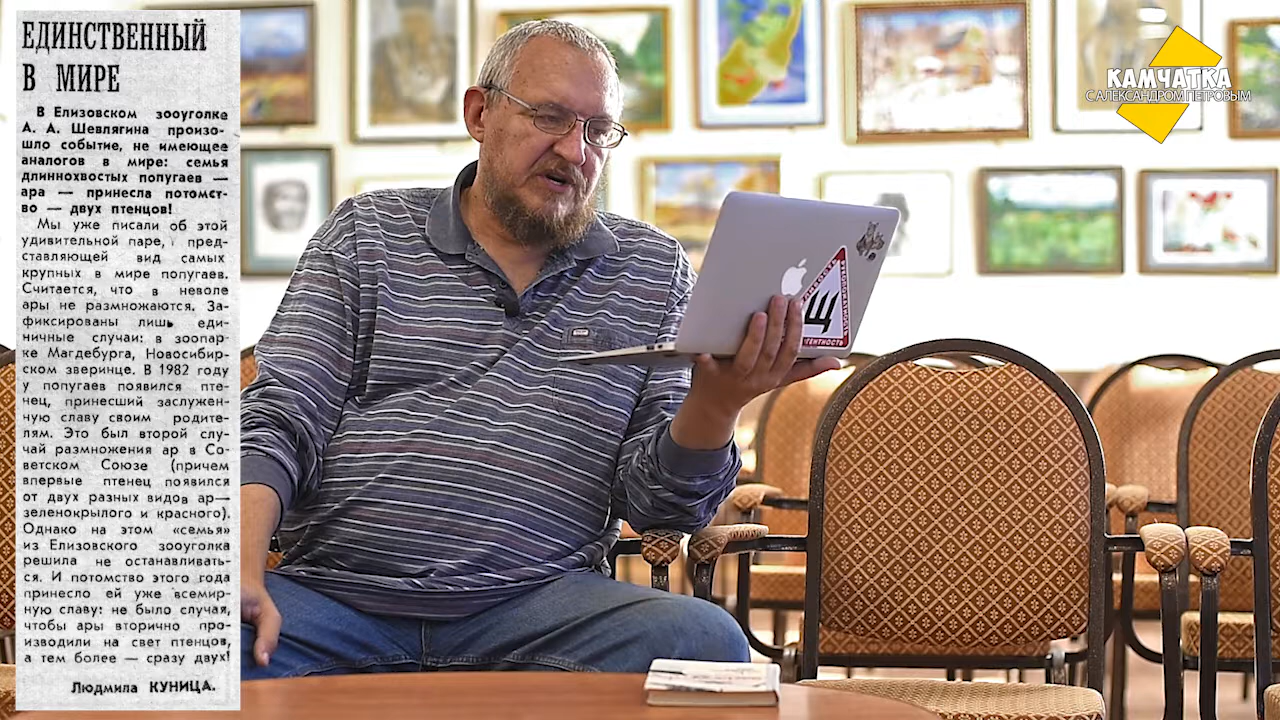 ЕДИНСТВЕННЫЙ
В МИРЕ
В Елизовском зооуголке
А. А. Шевлягина произо-
шло событие, не имеющее
аналогов в мире: семья
длиннохвостых попугаев —
ара — принесла потомст-
во — двух птенцов!
Мы уже писали об этой
удивительной паре, пред-
ставляющей вид самых
крупных в мире попугаев.
Считается, что в неволе
ары не размножаются. За-
фиксированы лишь еди-
ничные случаи: в зоопар-
ке Магдебурга, Новосибир-
ском зверинце. В 1982 году
у попугаев появился пте-
нец, принесший заслужен-
ную славу своим родите-
лям. Это был второй слу-
чай размножения ар в Со-
ветском Союзе (причем
впервые птенец появился
от двух разных видов ар—
зеленокрылого и красного).
Однако на этом «семья»
из Елизовского зооуголка
решила не останавливать-
ся. И потомство этого года
принесло ей уже всемир-
ную славу: не было случая,
чтобы ары вторично про-
изводили на свет птенцов,
а тем более — сразу двух!
Людмила КУНИЦА.
КАМЧАТКА
С АЛЕКСАНДРОМ ПЕТРОВЫМ
Щ